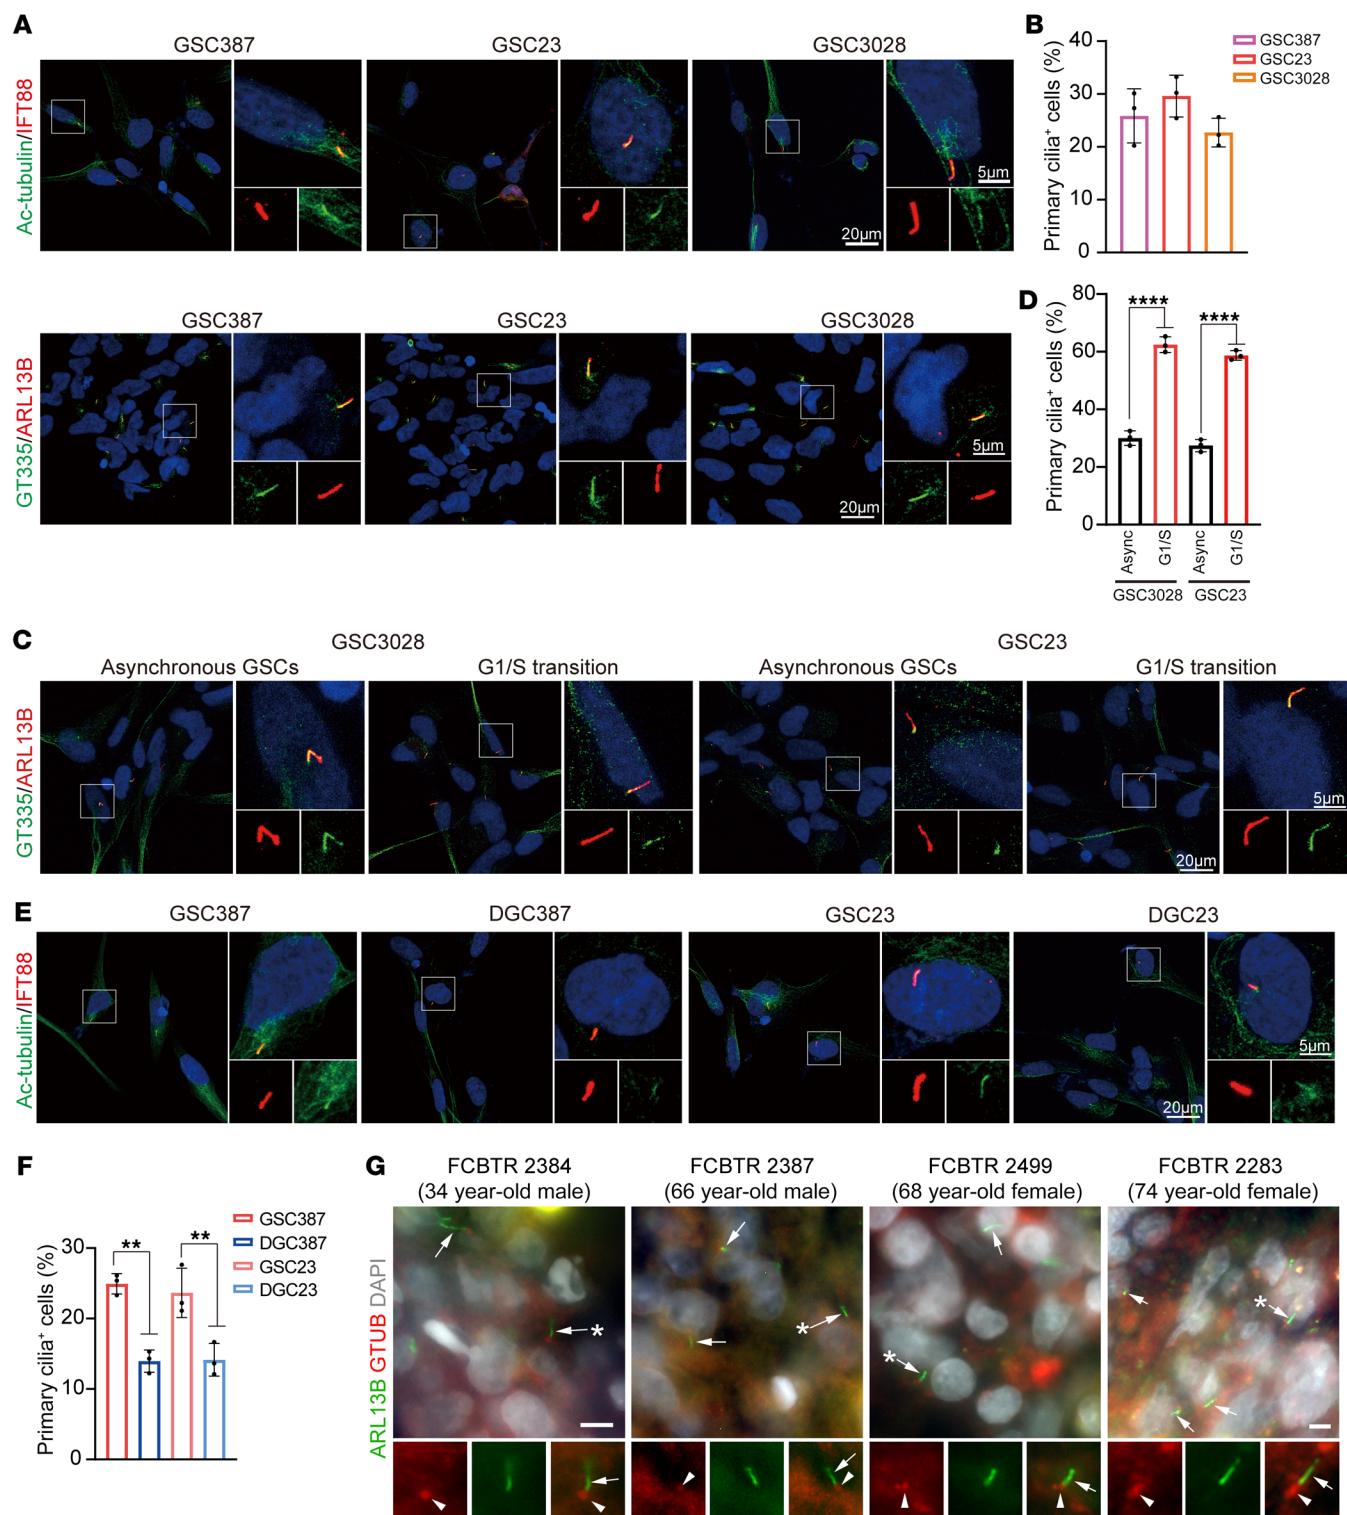 A
GSC387
GSC23
GSC3028
Ac-tubulin/IFT88
5µm
20µm
GSC387
GSC23
GSC3028
GT335/ARL13B
5µm
20µm
B
Primary cilia⁺ cells (%)
40
30
20
10
0
GSC387
GSC23
GSC3028
D
Primary cilia⁺ cells (%)
80
60
40
20
0
****
****
Async
G1/S
Async
G1/S
GSC3028
GSC23
C
GSC3028
GSC23
Asynchronous GSCs
G1/S transition
Asynchronous GSCs
G1/S transition
GT335/ARL13B
5µm
20µm
E
GSC387
DGC387
GSC23
DGC23
Ac-tubulin/IFT88
5µm
20µm
F
Primary cilia⁺ cells (%)
30
20
10
0
**
**
GSC387
DGC387
GSC23
DGC23
G
FCBTR 2384
(34 year-old male)
FCBTR 2387
(66 year-old male)
FCBTR 2499
(68 year-old female)
FCBTR 2283
(74 year-old female)
ARL13B GTUB DAPI
*
*
*
*